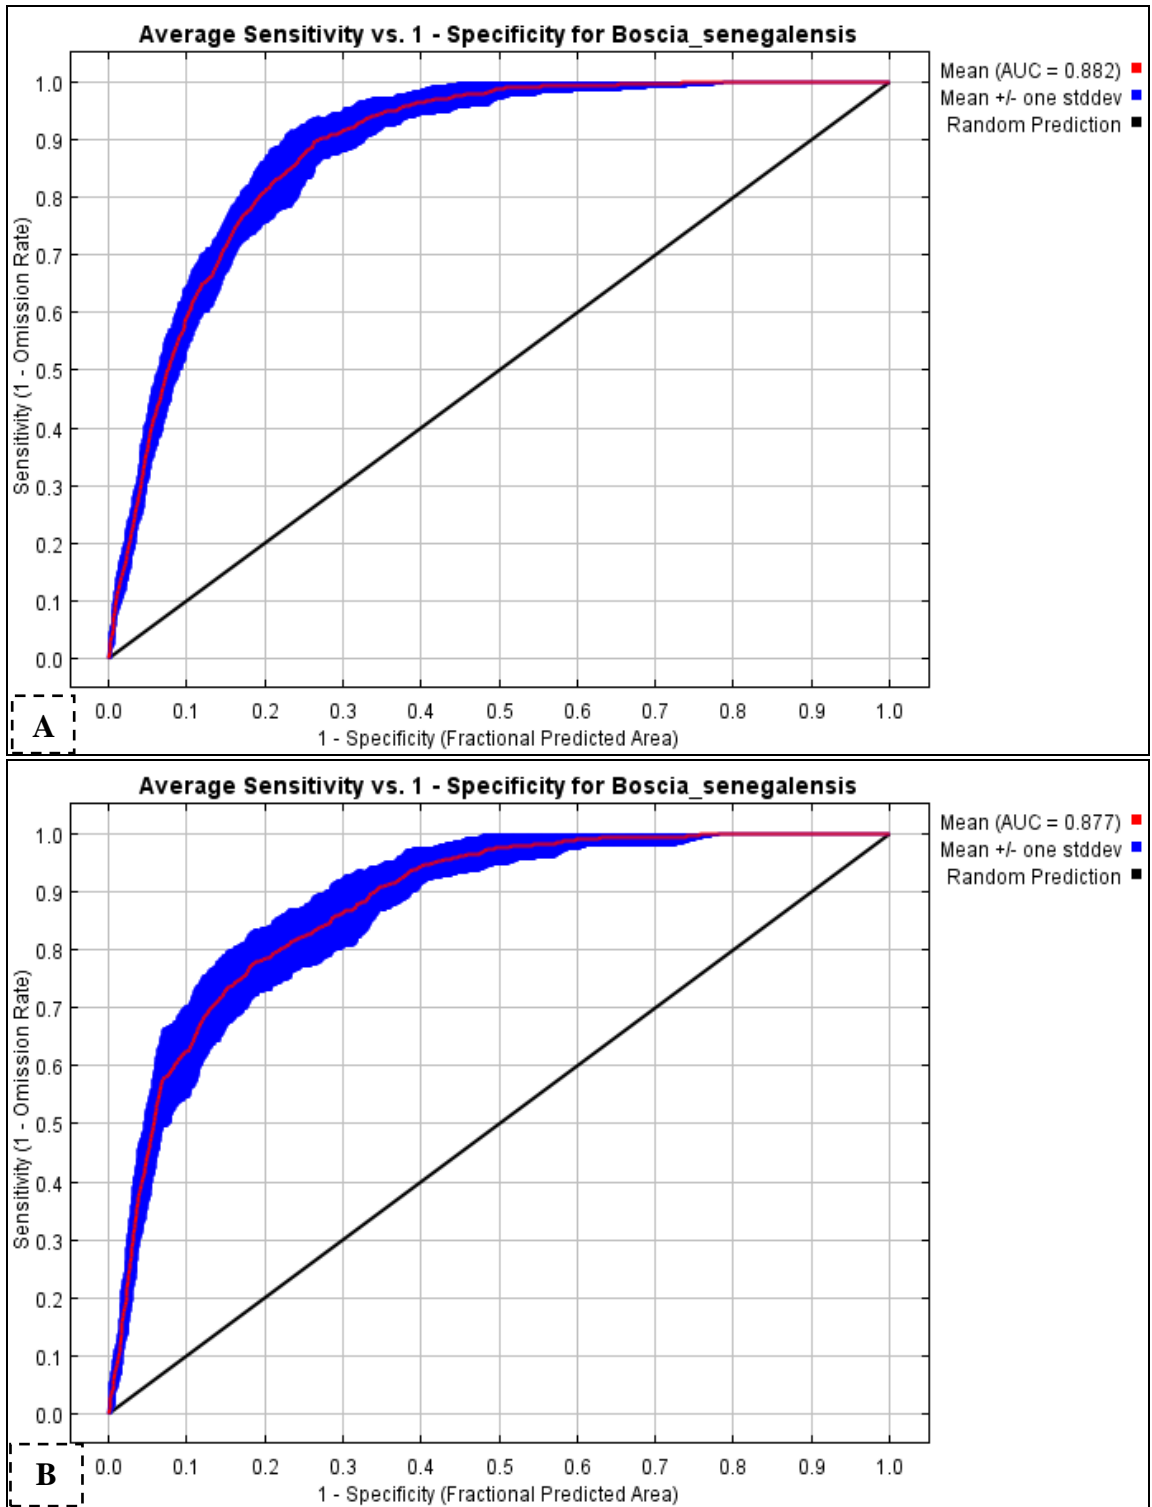 Average Sensitivity vs. 1 - Specificity for Boscia_senegalensis
Mean (AUC = 0.882)
Mean +/- one stddev
Random Prediction
Sensitivity (1 - Omission Rate)
1.0
0.9
0.8
0.7
0.6
0.5
0.4
0.3
0.2
0.1
0.0
0.0 0.1 0.2 0.3 0.4 0.5 0.6 0.7 0.8 0.9 1.0
1 - Specificity (Fractional Predicted Area)
A
Average Sensitivity vs. 1 - Specificity for Boscia_senegalensis
Mean (AUC = 0.877)
Mean +/- one stddev
Random Prediction
Sensitivity (1 - Omission Rate)
1.0
0.9
0.8
0.7
0.6
0.5
0.4
0.3
0.2
0.1
0.0
0.0 0.1 0.2 0.3 0.4 0.5 0.6 0.7 0.8 0.9 1.0
1 - Specificity (Fractional Predicted Area)
B